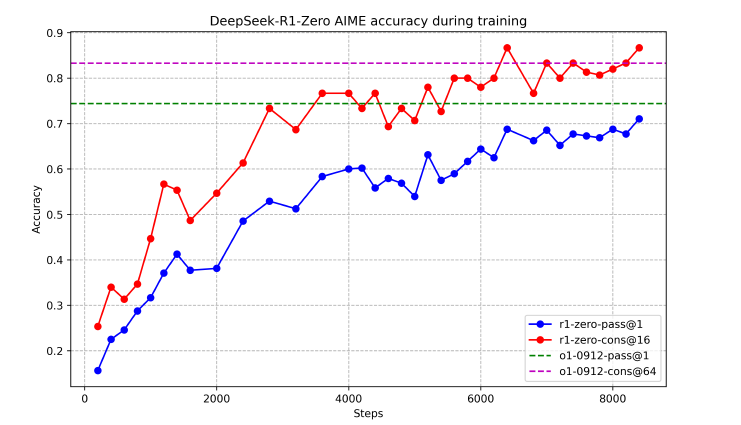 DeepSeek-R1-Zero AIME accuracy during training
0.9
0.8
0.7
0.6
0.5
0.4
0.3
0.2
Accuracy
0 2000 4000 6000 8000
Steps
r1-zero-pass@1
r1-zero-cons@16
o1-0912-pass@1
o1-0912-cons@64